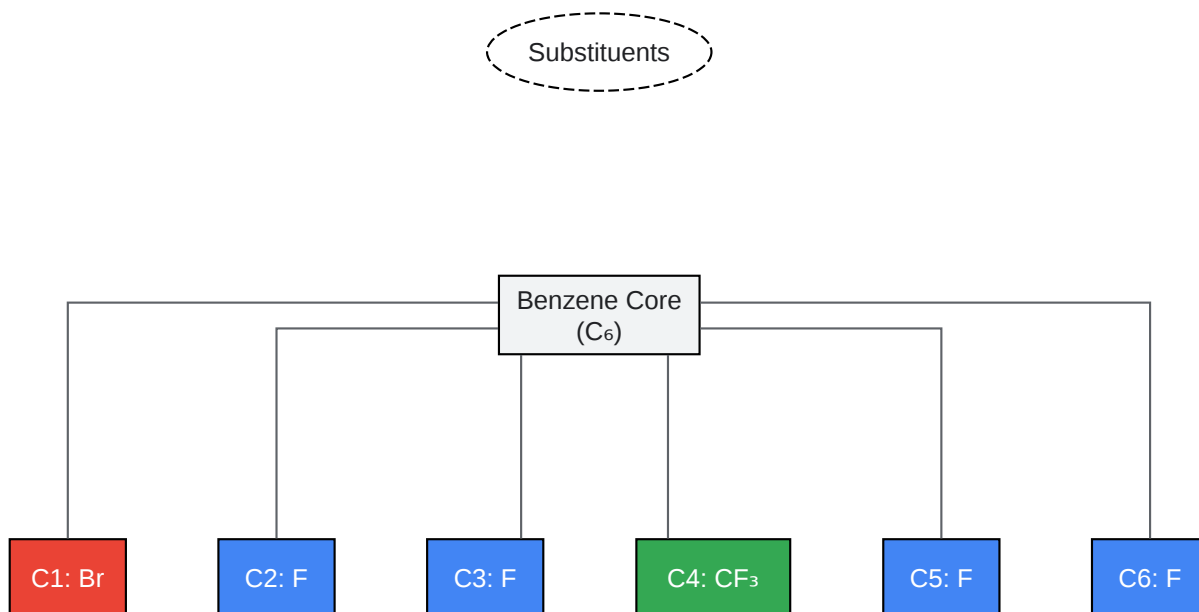 Substituents
Benzene Core
(C₆)
C1: Br
C2: F
C3: F
C4: CF₃
C5: F
C6: F